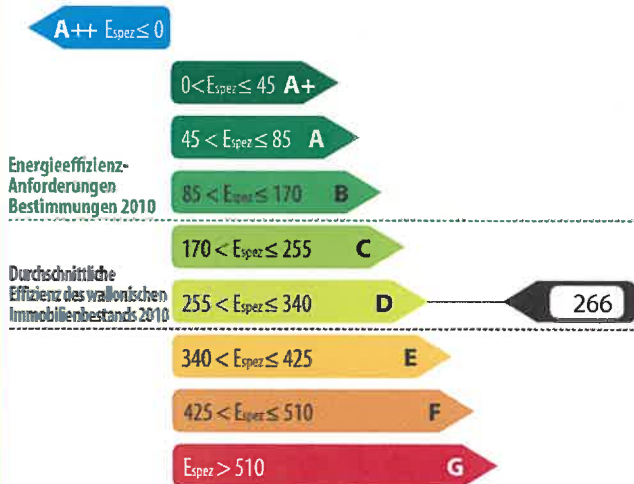 A++ Espez ≤ 0
0 < Espez ≤ 45 A+
45 < Espez ≤ 85 A
Energieeffizienz-
Anforderungen
Bestimmungen 2010
85 < Espez ≤ 170 B
170 < Espez ≤ 255 C
Durchschnittliche
Effizienz des wallonischen
Immobilienbestands 2010
255 < Espez ≤ 340 D
266
340 < Espez ≤ 425 E
425 < Espez ≤ 510 F
Espez > 510 G